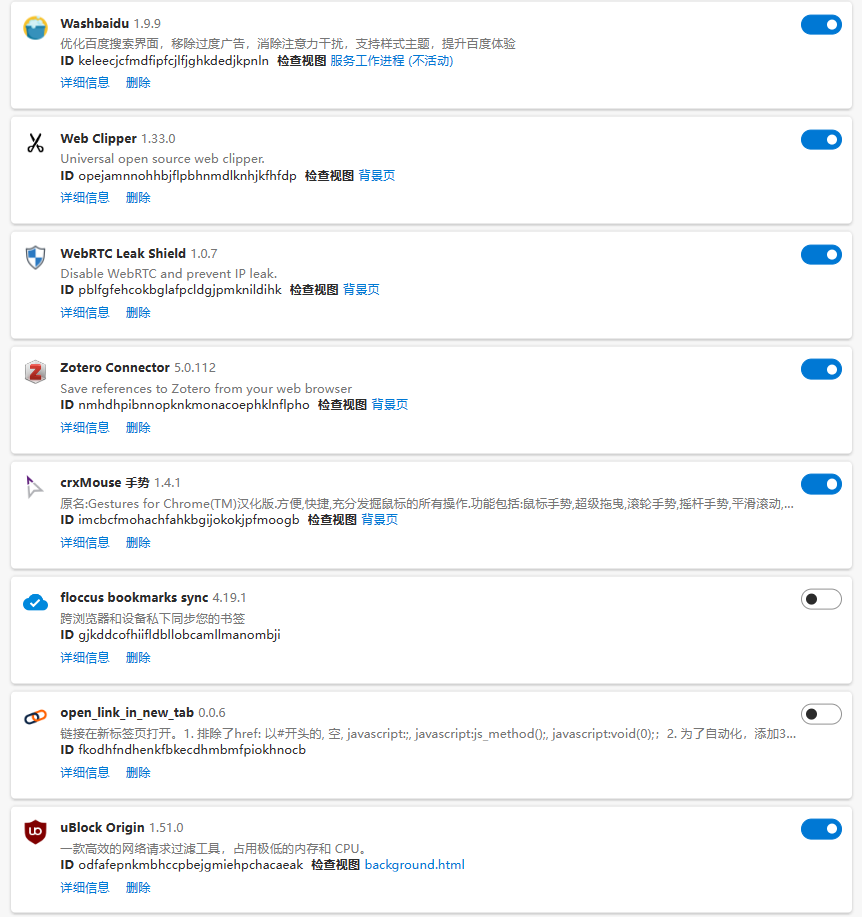 Washbaidu 1.9.9
优化百度搜索界面，移除过度广告，消除注意力干扰，支持样式主题，提升百度体验
ID keleecjcfmdfipfcjlfjghkdedjkpnln 检查视图 服务工作进程 (不活动)
详细信息 删除
Web Clipper 1.33.0
Universal open source web clipper.
ID opejamnnohhbjflpbhnmdlknhjkfhfdp 检查视图 背景页
详细信息 删除
WebRTC Leak Shield 1.0.7
Disable WebRTC and prevent IP leak.
ID pblfgfehcokbglafpcldgjpmknildihk 检查视图 背景页
详细信息 删除
Zotero Connector 5.0.112
Save references to Zotero from your web browser
ID nmhdhpibnnopknkmonacoephklnflpho 检查视图 背景页
详细信息 删除
crxMouse 手势 1.4.1
原名:Gestures for Chrome(TM)汉化版.方便,快捷,充分发掘鼠标的所有操作.功能包括:鼠标手势,超级拖曳,滚轮手势,摇杆手势,平滑滚动,...
ID imcbcfmohachfahkbgijokokjpfmoogb 检查视图 背景页
详细信息 删除
floccus bookmarks sync 4.19.1
跨浏览器和设备私下同步您的书签
ID gjkddcofhiifldbllobcamllmanombji
详细信息 删除
open_link_in_new_tab 0.0.6
链接在新标签页打开。1. 排除了href: 以#开头的, 空, javascript:;, javascript:js_method();, javascript:void(0);；2. 为了自动化，添加3...
ID fkodhfndhenkfbkecdhmbmfpiokhnocb
详细信息 删除
uBlock Origin 1.51.0
一款高效的网络请求过滤工具，占用极低的内存和 CPU。
ID odfafepnkmbhccpbejgmiehpchacaeak 检查视图 background.html
详细信息 删除